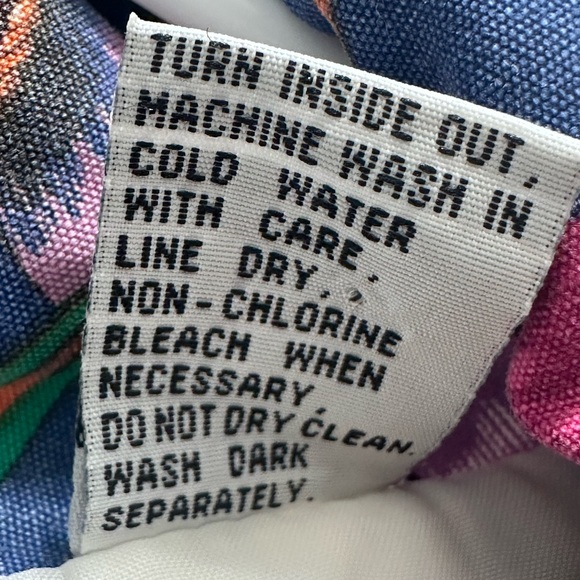 TURN INSIDE OUT.
MACHINE WASH IN
COLD WATER
WITH CARE.
LINE DRY.
NON-CHLORINE
BLEACH WHEN
NECESSARY.
DO NOT DRY CLEAN.
WASH DARK
SEPARATELY.